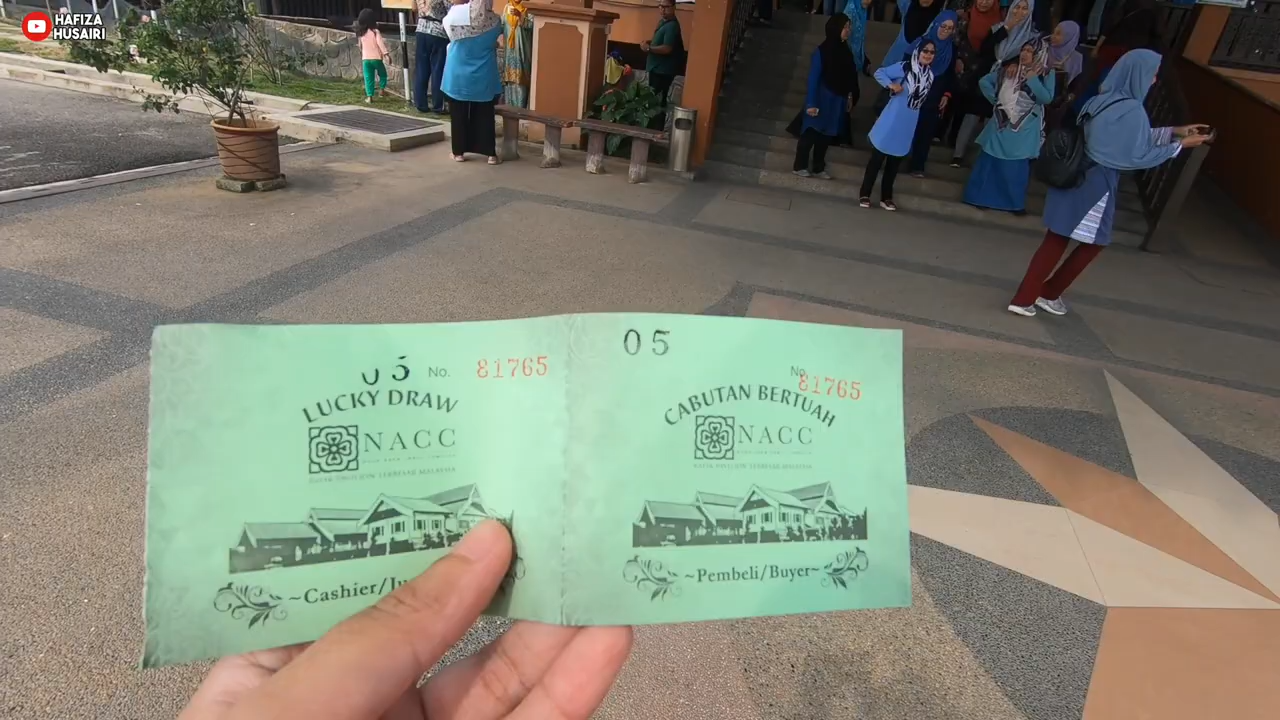 HAFIZA
HUSAIRI
05 No. 81765
LUCKY DRAW
NACC
~Cashier/
05
No. 81765
CABUTAN BERTUAH
NACC
~Pembeli/Buyer~